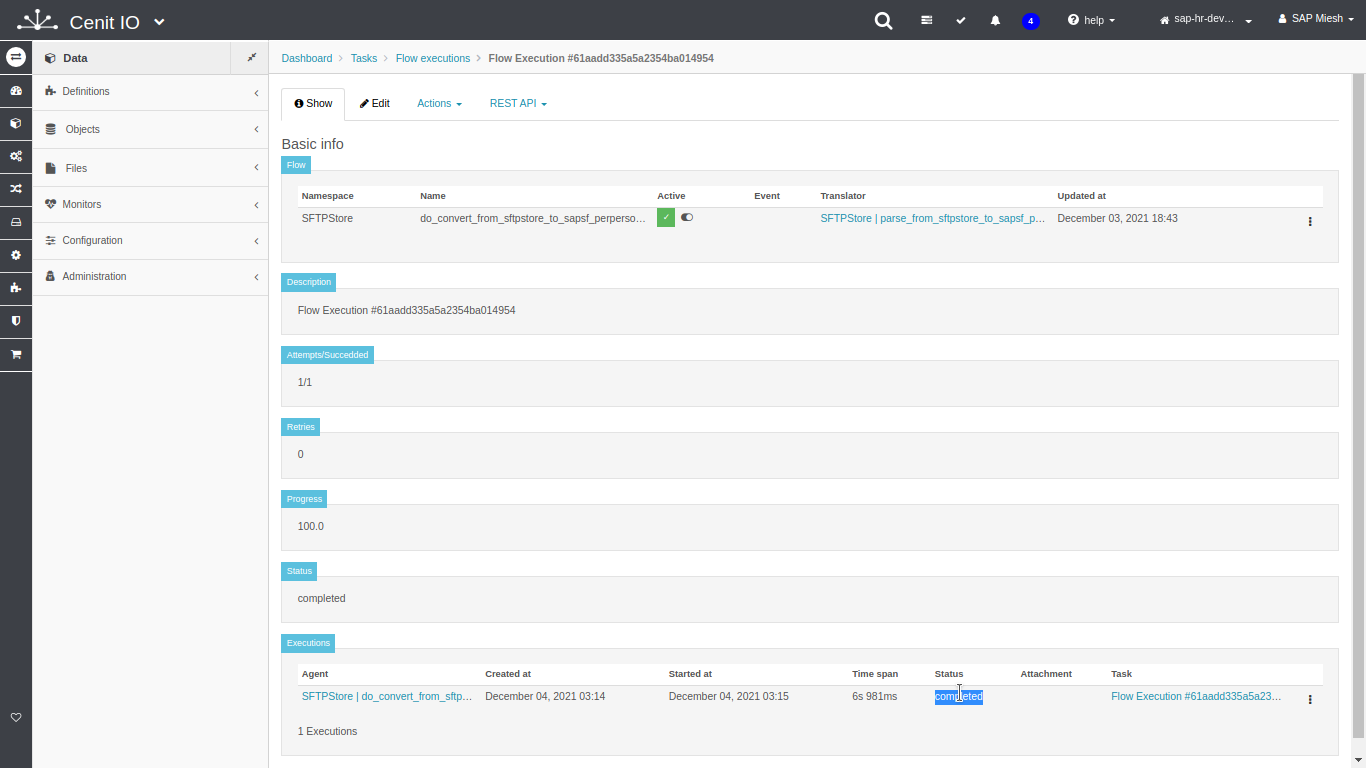 Cenit IO
4
help
sap-hr-dev...
SAP Miesh
Data
Definitions
Objects
Files
Monitors
Configuration
Administration
Dashboard > Tasks > Flow executions > Flow Execution #61aadd335a5a2354ba014954
Show Edit Actions REST API
Basic info
Flow
Namespace Name Active Event Translator Updated at
SFTPStore do_convert_from_sftpstore_to_sapsf_perperso... SFTPStore | parse_from_sftpstore_to_sapsf_p... December 03, 2021 18:43
Description
Flow Execution #61aadd335a5a2354ba014954
Attempts/Succedded
1/1
Retries
0
Progress
100.0
Status
completed
Executions
Agent Created at Started at Time span Status Attachment Task
SFTPStore | do_convert_from_sftp... December 04, 2021 03:14 December 04, 2021 03:15 6s 981ms completed Flow Execution #61aadd335a5a23...
1 Executions